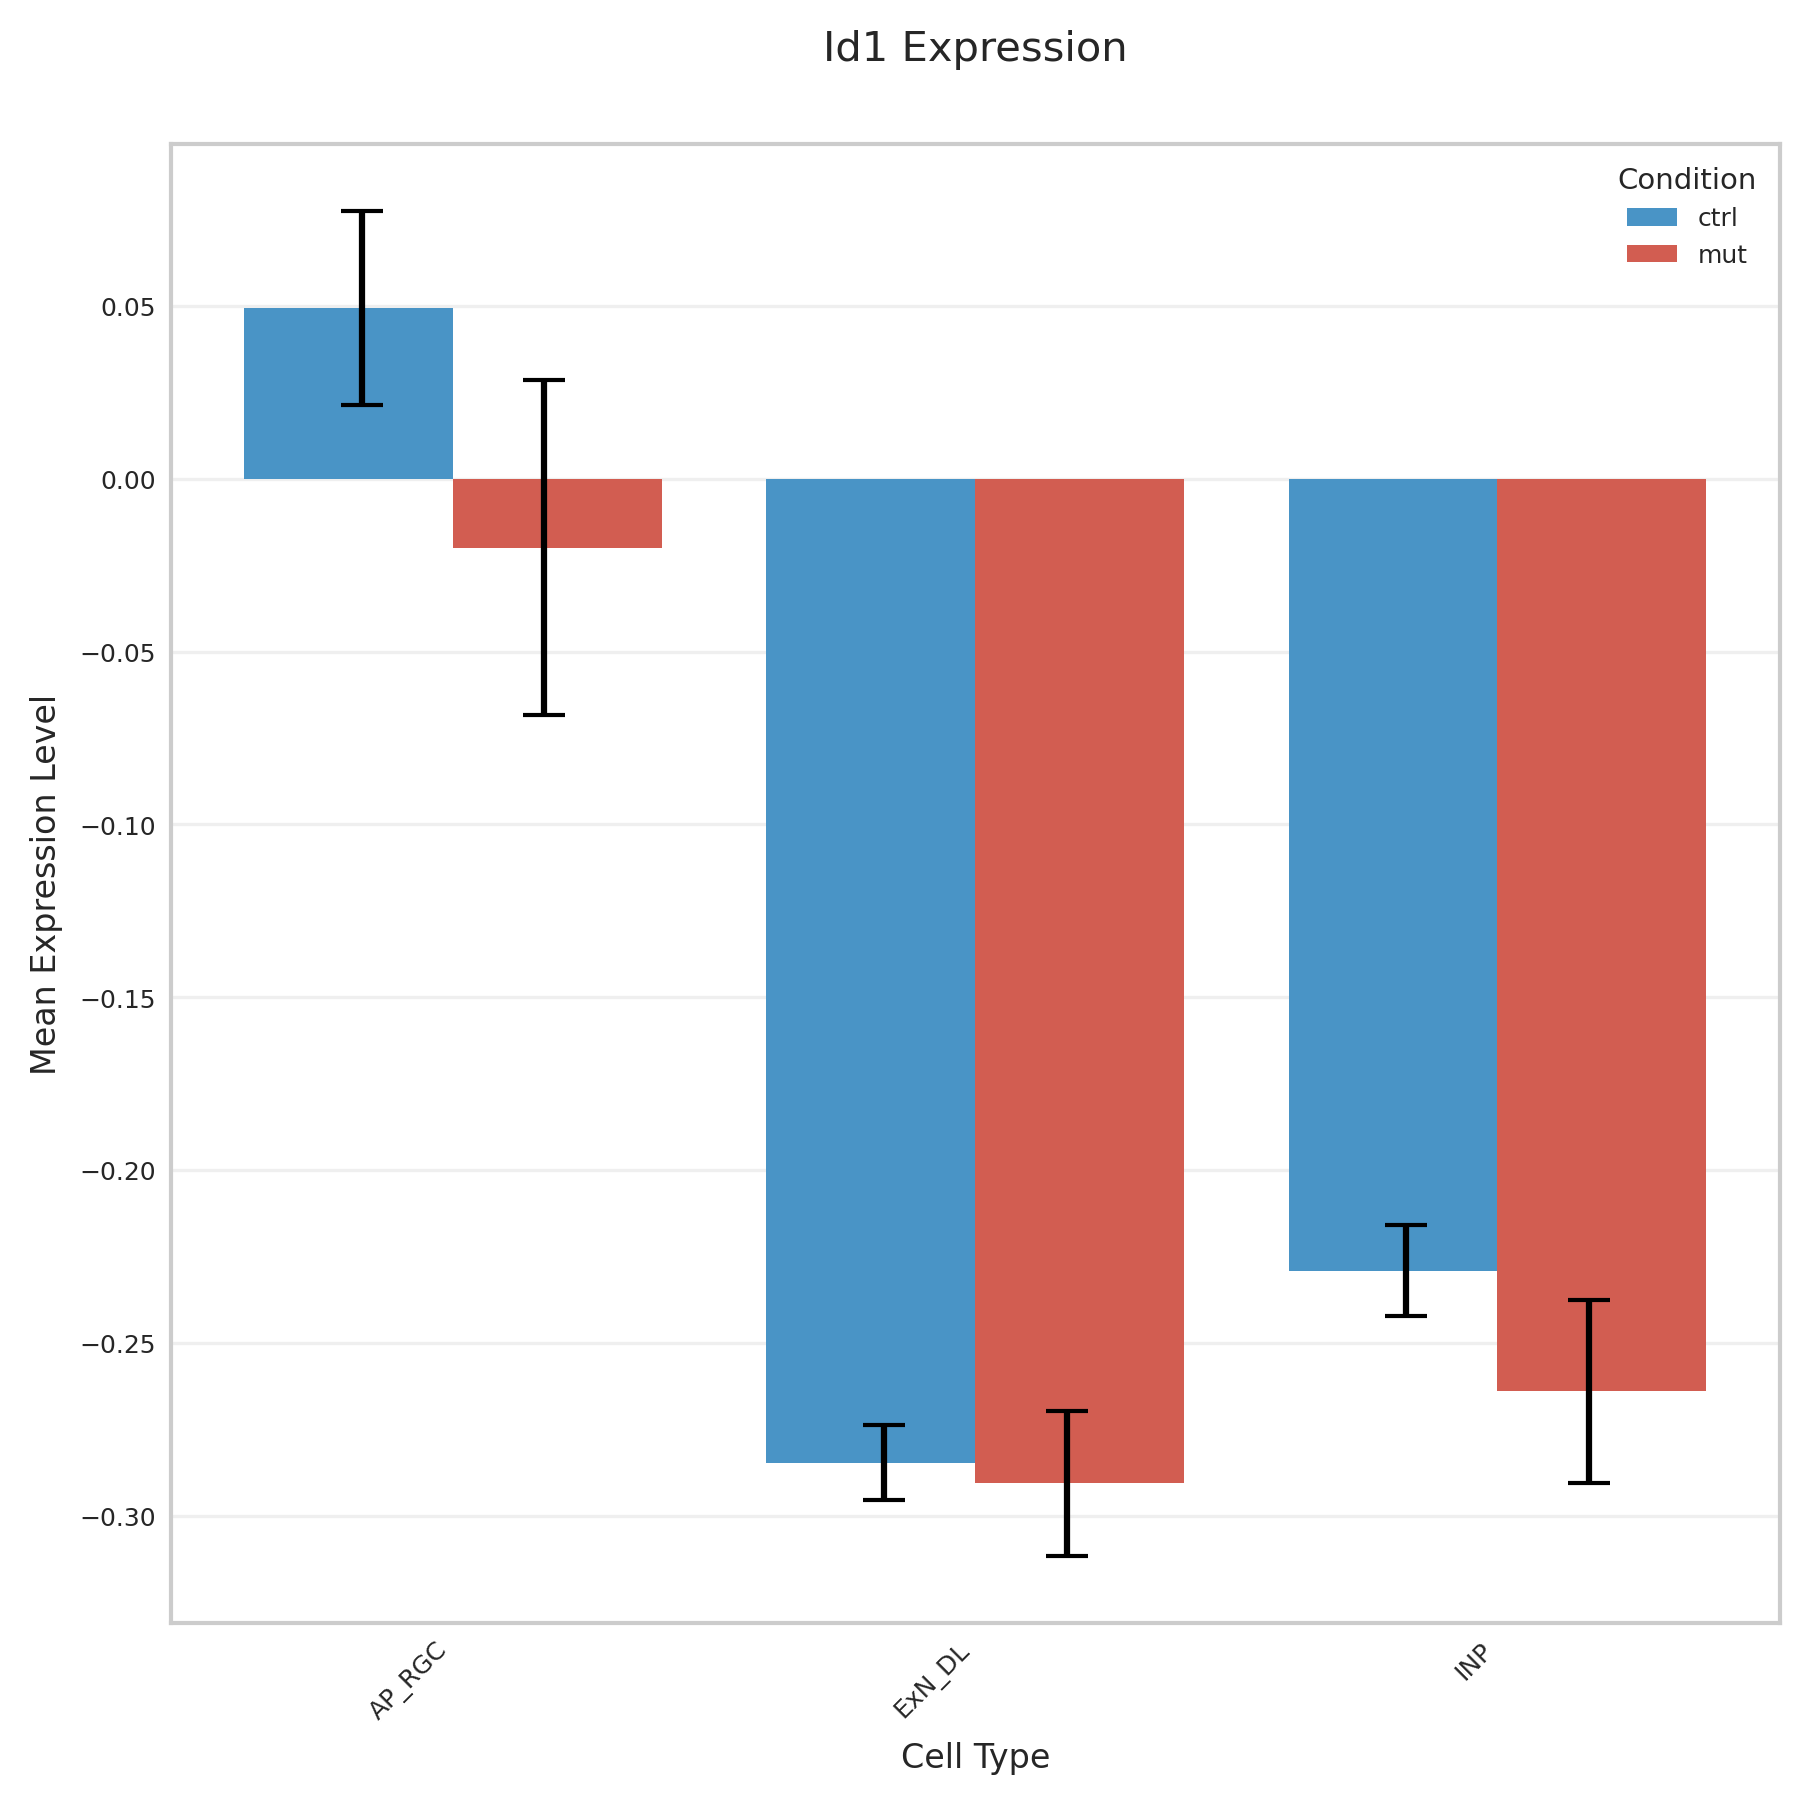 Id1 Expression
Condition
ctrl
mut
0.05
0.00
−0.05
−0.10
−0.15
−0.20
−0.25
−0.30
Mean Expression Level
AP_RGC
ExN_DL
INP
Cell Type